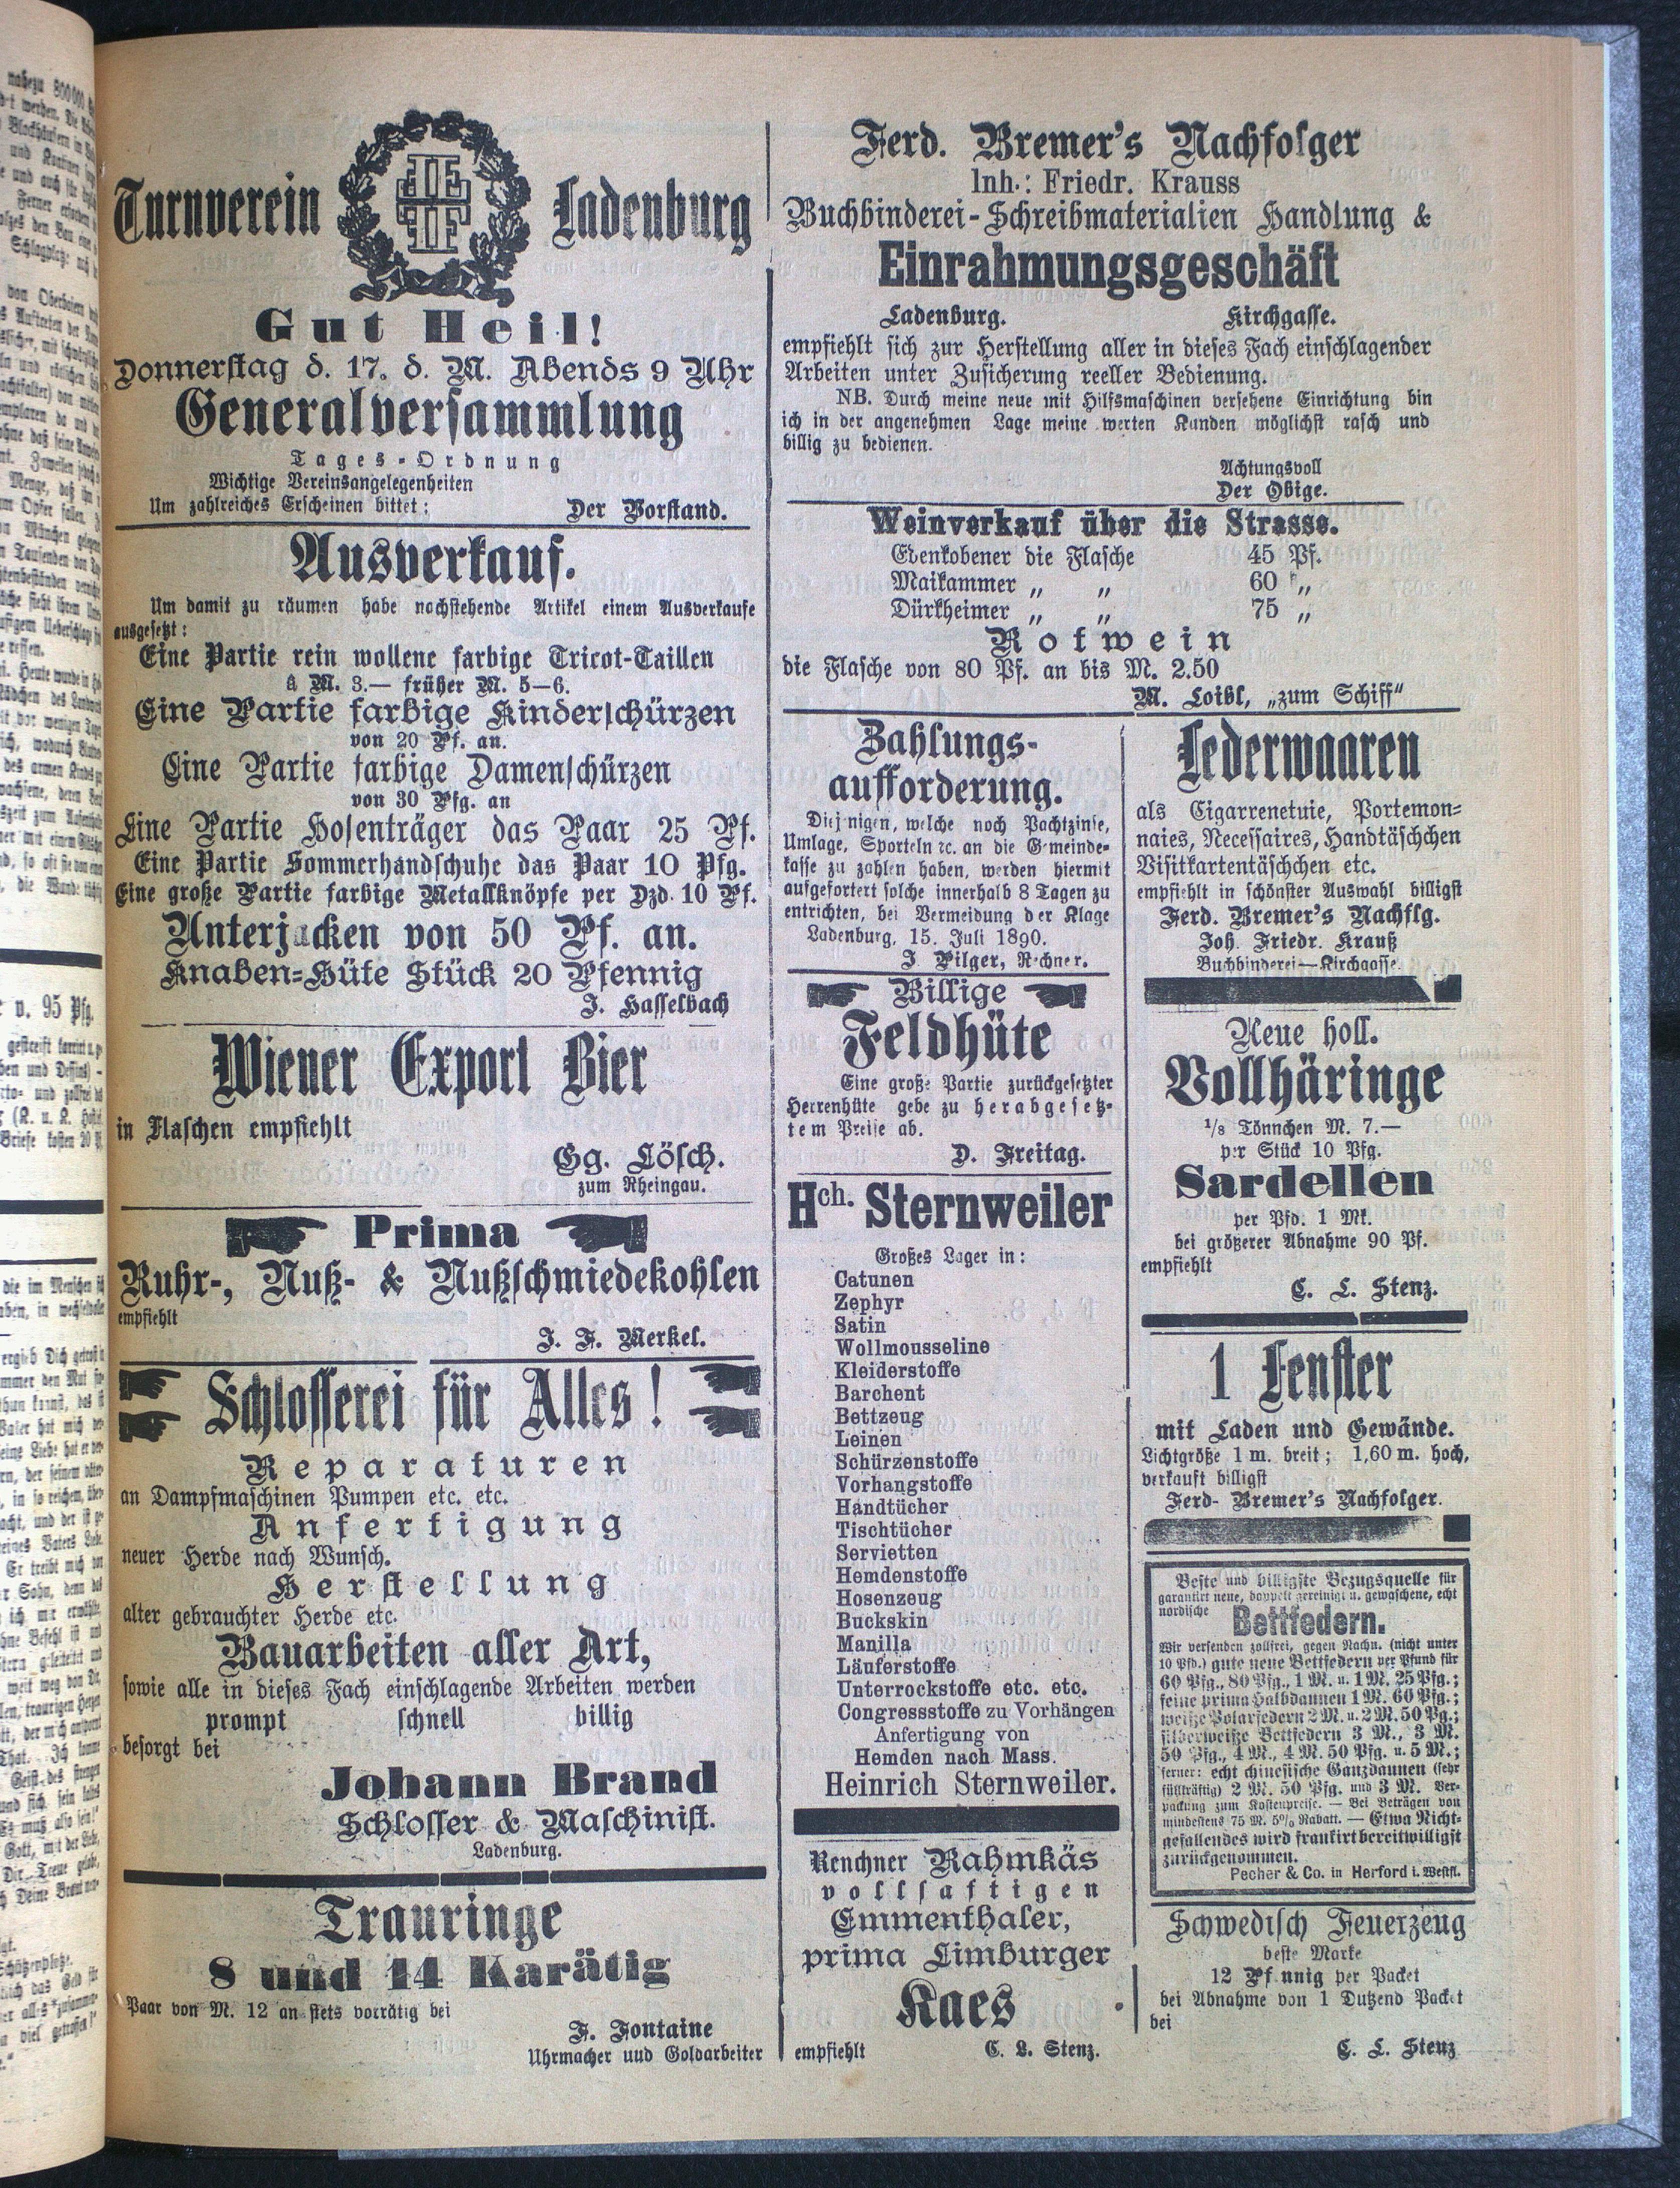 Turnverein Ladenburg
Gut Heil!
Donnerstag d. 17. d. M. Abends 9 Uhr
Generalversammlung
Tages-Ordnung
Wichtige Vereinsangelegenheiten
Um zahlreiches Erscheinen bittet:
Der Vorstand.
Ausverkauf.
Um damit zu räumen habe nachstehende Artikel einem Ausverkaufe
ausgesetzt:
Eine Partie rein wollene farbige Tricot-Taillen
à M. 3.— früher M. 5—6.
Eine Partie farbige Kinderschürzen
von 20 Pf. an.
Eine Partie farbige Damenschürzen
von 30 Pfg. an
Eine Partie Hosenträger das Paar 25 Pf.
Eine Partie Sommerhandschuhe das Paar 10 Pfg.
Eine große Partie farbige Metallknöpfe per Dzd. 10 Pf.
Unterjacken von 50 Pf. an.
Knaben-Hüte Stück 20 Pfennig
J. Hasselbach
Wiener Export Bier
in Flaschen empfiehlt
Gg. Lösch.
zum Rheingau.
Prima
Ruhr-, Nuß- & Nußschmiedekohlen
empfiehlt
J. F. Merkel.
Schlosserei für Alles!
Reparaturen
an Dampfmaschinen Pumpen etc. etc.
Anfertigung
neuer Herde nach Wunsch.
Herstellung
alter gebrauchter Herde etc.
Bauarbeiten aller Art,
sowie alle in dieses Fach einschlagende Arbeiten werden
prompt schnell billig
besorgt bei
Johann Brand
Schlosser & Maschinist.
Ladenburg.
Trauringe
8 und 14 Karätig
Paar von M. 12 an stets vorrätig bei
F. Fontaine
Uhrmacher und Goldarbeiter
Ferd. Bremer's Nachfolger
Inh.: Friedr. Krauss
Buchbinderei-Schreibmaterialien Handlung &
Einrahmungsgeschäft
Ladenburg. Kirchgasse.
empfiehlt sich zur Herstellung aller in dieses Fach einschlagender
Arbeiten unter Zusicherung reeller Bedienung.
NB. Durch meine neue mit Hilfsmaschinen versehene Einrichtung bin
ich in der angenehmen Lage meine werten Kunden möglichst rasch und
billig zu bedienen.
Achtungsvoll
Der Obige.
Weinverkauf über die Strasse.
Edenkobener die Flasche 45 Pf.
Maikammer „ „ 60 „
Dürkheimer „ „ 75 „
Rotwein
die Flasche von 80 Pf. an bis M. 2.50
M. Loibl, „zum Schiff“
Zahlungs-
aufforderung.
Diejnigen, welche noch Pachtzinse,
Umlage, Sporteln ꝛc. an die Gemeinde-
kasse zu zahlen haben, werden hiermit
aufgefortert solche innerhalb 8 Tagen zu
entrichten, bei Vermeidung der Klage
Ladenburg, 15. Juli 1890.
J. Pilger, Rechner.
Billige
Feldhüte
Eine große Partie zurückgesetzter
Herrenhüte gebe zu herabgesetz-
tem Preise ab.
D. Freitag.
Hch. Sternweiler
Großes Lager in:
Catunen
Zephyr
Satin
Wollmousseline
Kleiderstoffe
Barchent
Bettzeug
Leinen
Schürzenstoffe
Vorhangstoffe
Handtücher
Tischtücher
Servietten
Hemdenstoffe
Hosenzeug
Buckskin
Manilla
Läuferstoffe
Unterrockstoffe etc. etc.
Congressstoffe zu Vorhängen
Anfertigung von
Hemden nach Mass.
Heinrich Sternweiler.
Renchner Rahmkäs
vollsaftigen
Emmenthaler,
prima Limburger
Kaes
empfiehlt C. L. Stenz.
Lederwaaren
als Cigarrenetuie, Portemon-
naies, Necessaires, Handtäschchen
Visitkartentäschchen etc.
empfiehlt in schönster Auswahl billigst
Ferd. Bremer's Nachflg.
Joh. Friedr. Krauß
Buchbinderei—Kirchgasse.
Neue holl.
Vollhäringe
1/8 Tönnchen M. 7.—
per Stück 10 Pfg.
Sardellen
per Pfd. 1 Mk.
bei größerer Abnahme 90 Pf.
empfiehlt
C. L. Stenz.
1 Fenster
mit Laden und Gewände.
Lichtgröße 1 m. breit; 1,60 m. hoch,
verkauft billigst
Ferd- Bremer's Nachfolger.
Beste und billigste Bezugsquelle für
garantirt neue, doppelt gereinigt u. gewaschene, echt
nordische
Bettfedern.
Wir versenden zollfrei, gegen Nachn. (nicht unter
10 Pfd.) gute neue Bettfedern per Pfund für
60 Pfg., 80 Pfg., 1 M. u. 1 M. 25 Pfg.;
feine prima Halbdaunen 1 M. 60 Pfg.;
weiße Polarfedern 2 M. u. 2 M. 50 Pg.;
silberweiße Bettfedern 3 M., 3 M.
50 Pfg., 4 M., 4 M. 50 Pfg. u. 5 M.;
ferner: echt chinesische Ganzdaunen (sehr
füllkräftig) 2 M. 50 Pfg. und 3 M. Ver-
packung zum Kostenpreise. — Bei Beträgen von
mindestens 75 M. 5% Rabatt. — Etwa Nicht-
gefallendes wird frankirt bereitwilligst
zurückgenommen.
Pecher & Co. in Herford i. Westfl.
Schwedisch Feuerzeug
beste Marke
12 Pf nnig per Packet
bei Abnahme von 1 Dutzend Packet
bei
C. L. Stenz